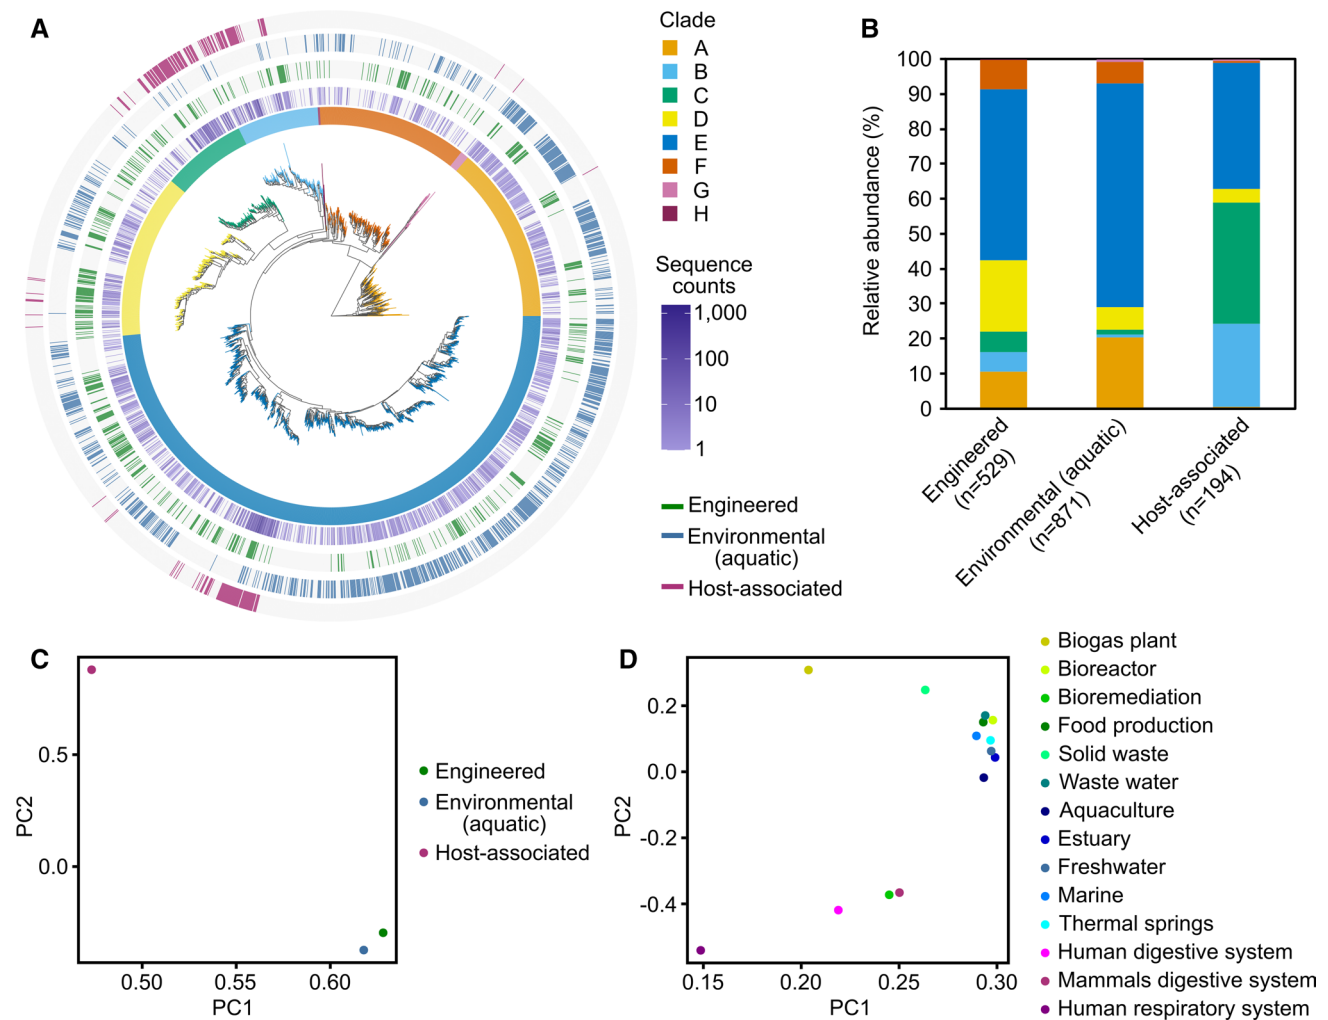 A
Clade
A
B
C
D
E
F
G
H
Sequence
counts
1,000
100
10
1
Engineered
Environmental
(aquatic)
Host-associated
B
Relative abundance (%)
100
90
80
70
60
50
40
30
20
10
0
Engineered
(n=529)
Environmental (aquatic)
(n=871)
Host-associated
(n=194)
C
PC2
0.5
0.0
0.50
0.55
0.60
PC1
Engineered
Environmental
(aquatic)
Host-associated
D
PC2
0.2
0.0
-0.2
-0.4
0.15
0.20
0.25
0.30
PC1
Biogas plant
Bioreactor
Bioremediation
Food production
Solid waste
Waste water
Aquaculture
Estuary
Freshwater
Marine
Thermal springs
Human digestive system
Mammals digestive system
Human respiratory system